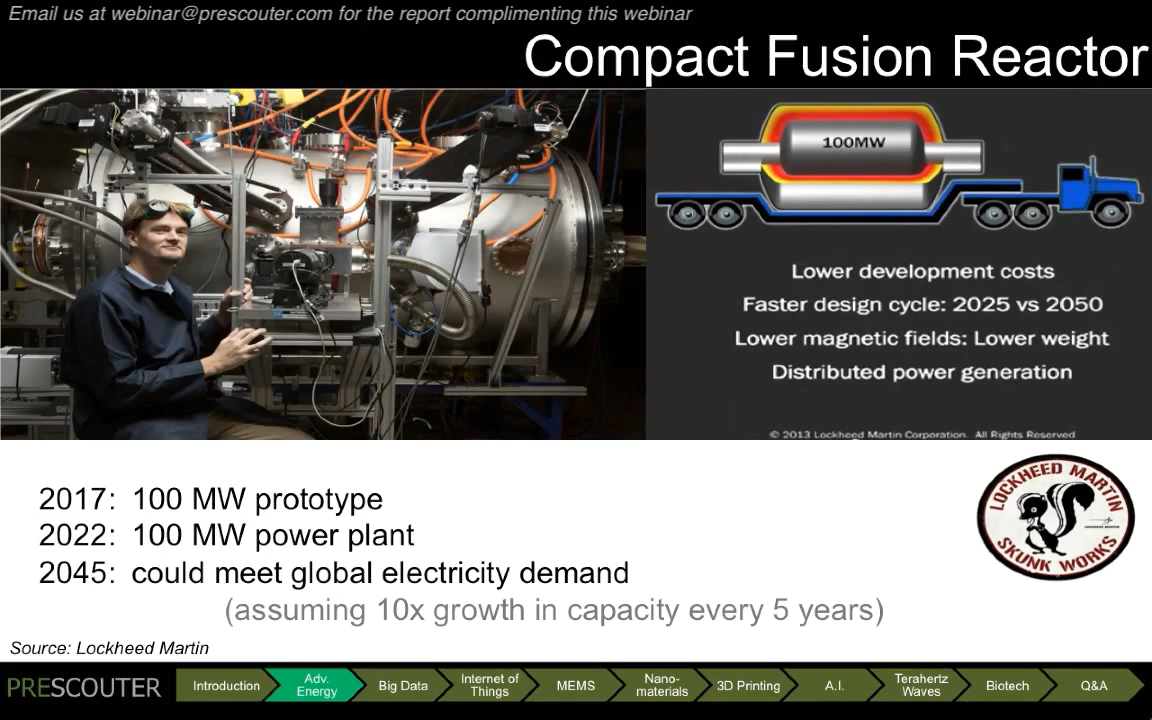 Email us at webinar@prescouter.com for the report complimenting this webinar
Compact Fusion Reactor
100MW
Lower development costs
Faster design cycle: 2025 vs 2050
Lower magnetic fields: Lower weight
Distributed power generation
© 2013 Lockheed Martin Corporation. All Rights Reserved
2017: 100 MW prototype
2022: 100 MW power plant
2045: could meet global electricity demand
(assuming 10x growth in capacity every 5 years)
LOCKHEED MARTIN
SKUNK WORKS
Source: Lockheed Martin
PRESCOUTER
Introduction
Adv.
Energy
Big Data
Internet of
Things
MEMS
Nano-
materials
3D Printing
A.I.
Terahertz
Waves
Biotech
Q&A